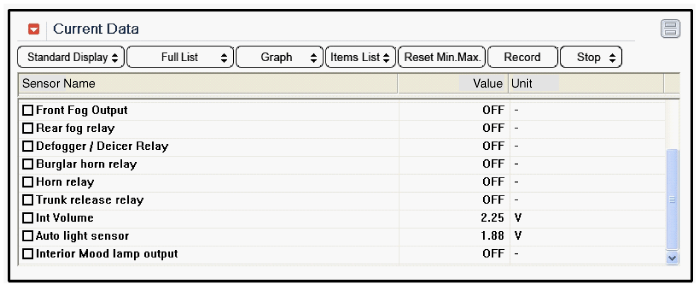 Current Data
Standard Display Full List Graph Items List Reset Min.Max. Record Stop
Sensor Name Value Unit
Front Fog Output OFF -
Rear fog relay OFF -
Defogger / Deicer Relay OFF -
Burglar horn relay OFF -
Horn relay OFF -
Trunk release relay OFF -
Int Volume 2.25 V
Auto light sensor 1.88 V
Interior Mood lamp output OFF -